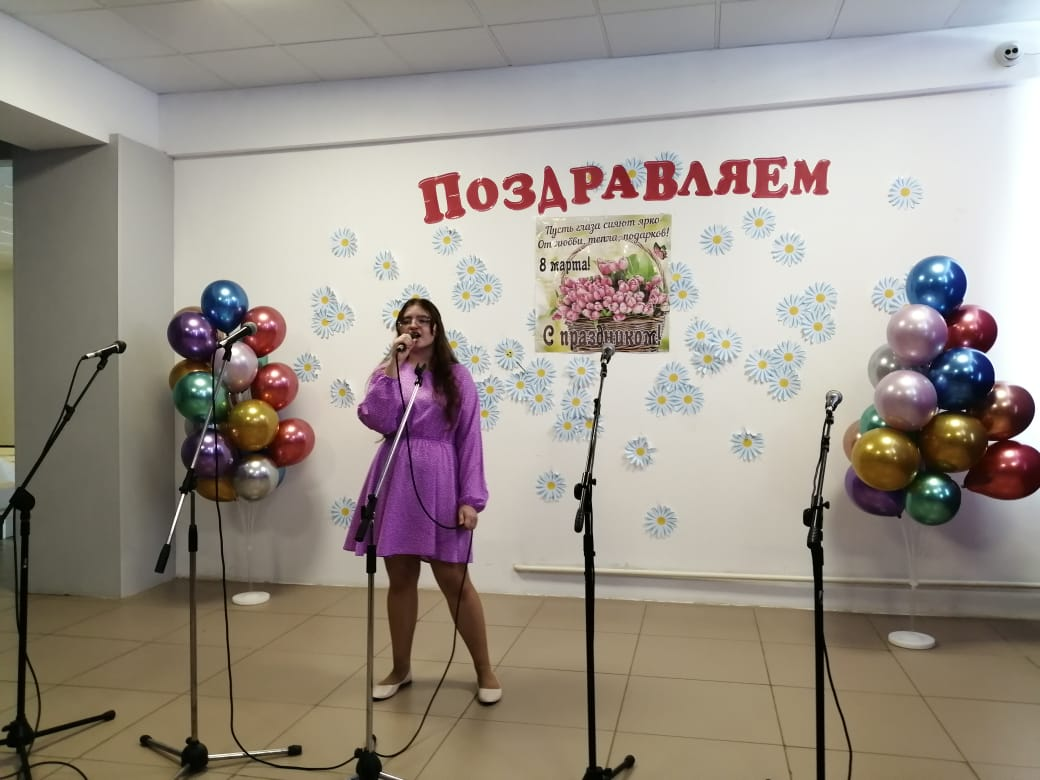 ПОЗДРАВЛЯЕМ
Пусть глаза сияют ярко
От любви, тепла, подарков!
8 марта!
С праздником!